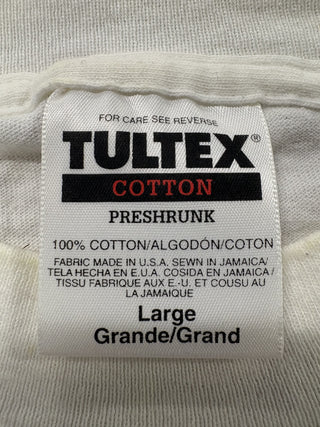 FOR CARE SEE REVERSE
TULTEX®
COTTON
PRESHRUNK
100% COTTON/ALGODÓN/COTON
FABRIC MADE IN U.S.A. SEWN IN JAMAICA/
TELA HECHA EN E.U.A. COSIDA EN JAMAICA/
TISSU FABRIQUE AUX E.-U. ET COUSU AU
LA JAMAIQUE
Large
Grande/Grand